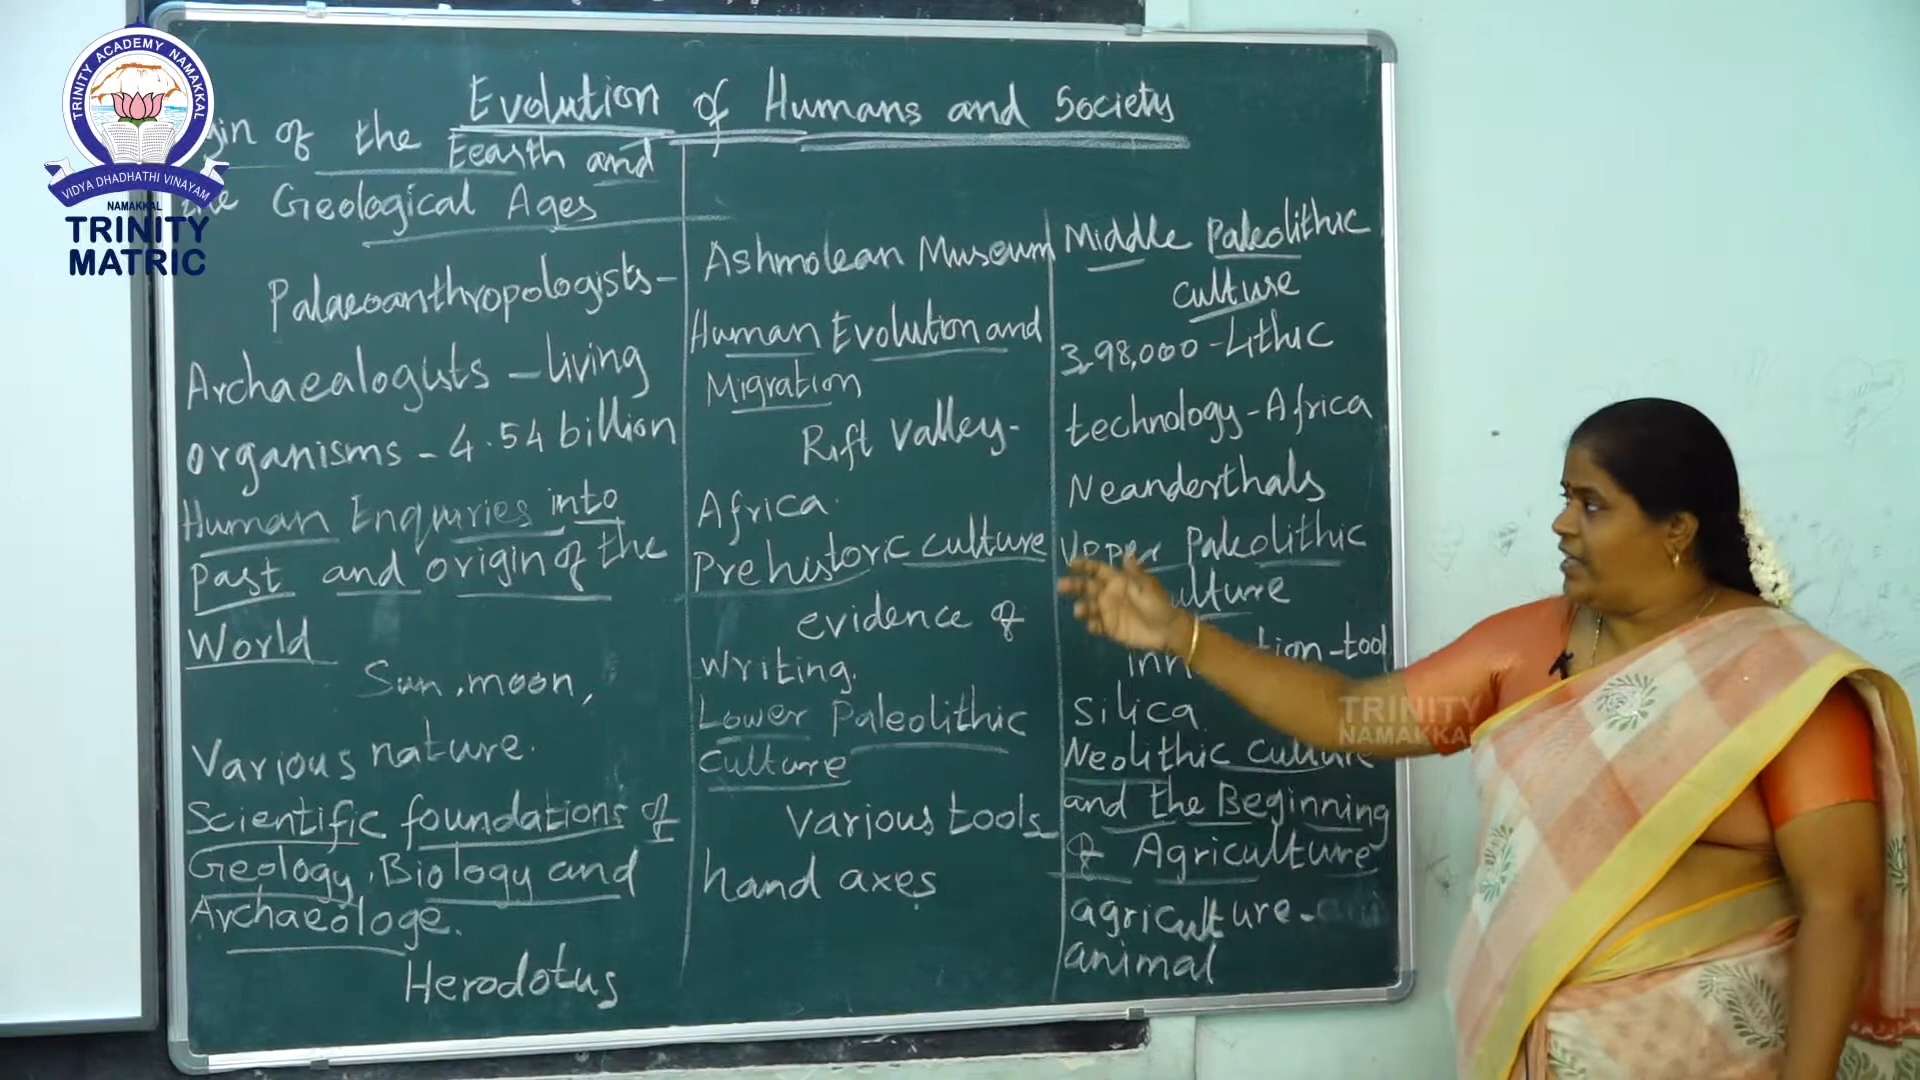 TRINITY ACADEMY NAMAKKAL
VIDYA DHADHATHI VINAYAM
NAMAKKAL
TRINITY
MATRIC
Evolution of Humans and Society
of the Eearth and
the Geological Ages
Palaeoanthropologists-
Archaealogists - living
organisms - 4.54 billion
Human Enquiries into
past and origin of the
World
Sun, moon,
Various nature.
Scientific foundations of
Geology, Biology and
Archaeologe.
Herodotus
Ashmolean Museum
Human Evolution and
Migration
Rift valley-
Africa.
Prehistoric culture
evidence of
writing.
Lower Paleolithic
Culture
Various tools
hand axes
Middle Paleolithic
culture
3,98,000 - Lithic
technology - Africa
Neanderthals
Upper Paleolithic
tool
Silica
Neolithic Culture
and the Beginning
of Agriculture
agriculture -
animal
TRINITY
NAMAKKAL